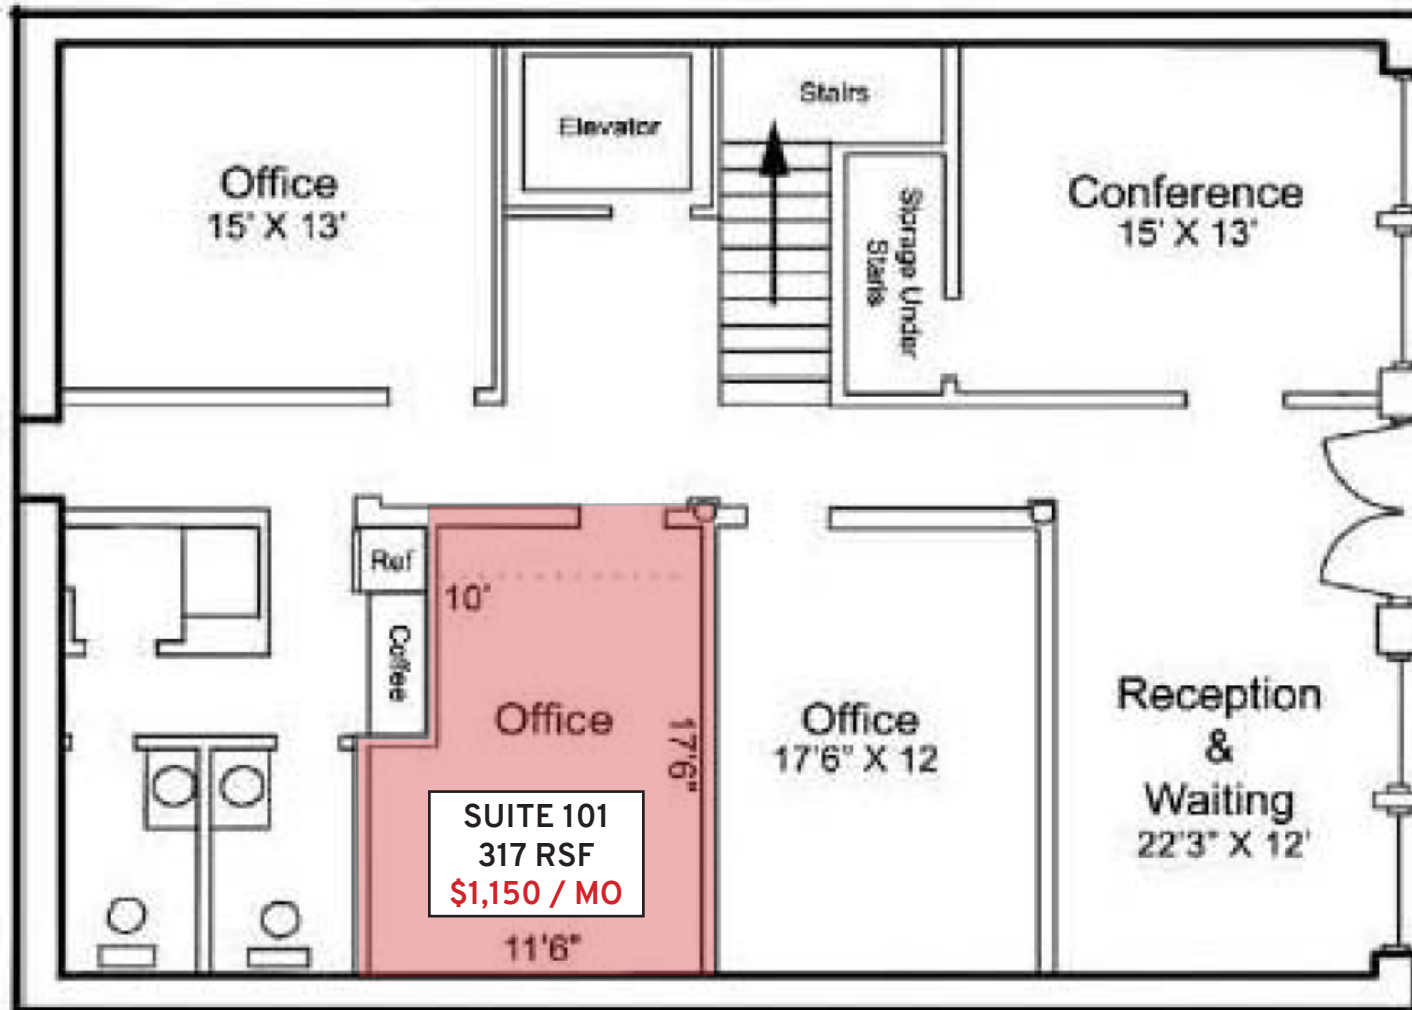 Office
15' X 13'
Elevator
Stairs
Storage Under
Stairs
Conference
15' X 13'
Ref
Coffee
10'
Office
17'6"
SUITE 101
317 RSF
$1,150 / MO
11'6"
Office
17'6" X 12
Reception
&
Waiting
22'3" X 12'